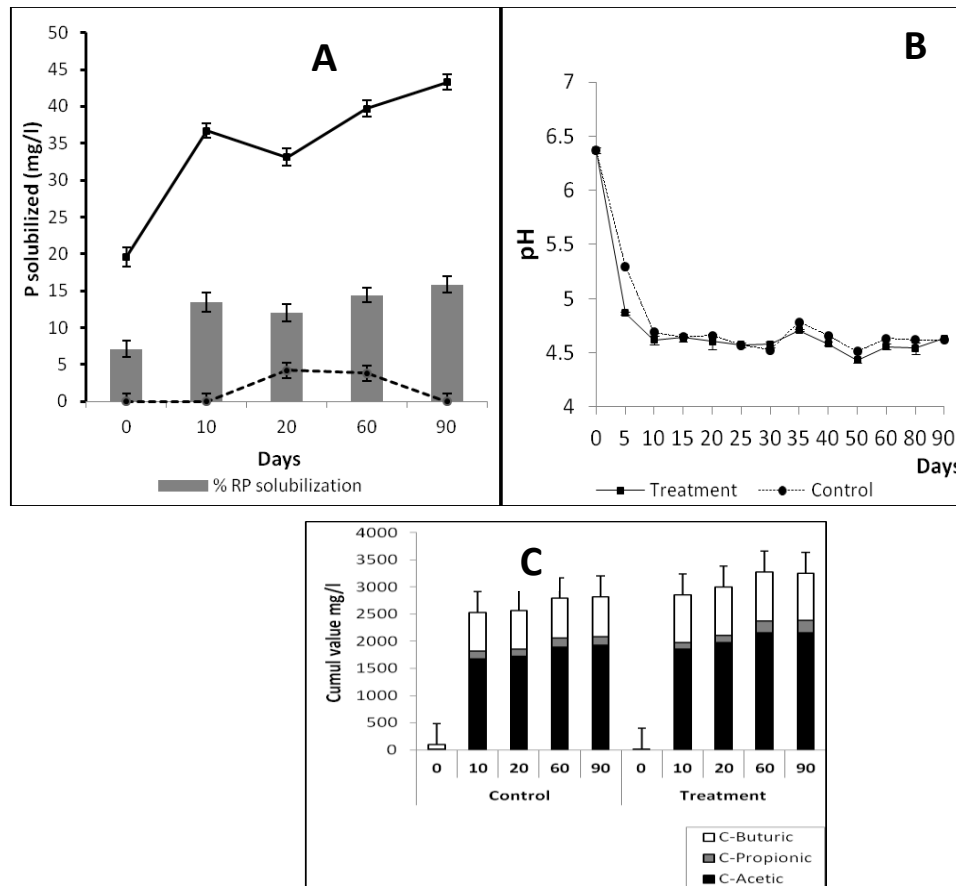 A
P solubilized (mg/l)
50
45
40
35
30
25
20
15
10
5
0
0 10 20 60 90
Days
% RP solubilization
B
pH
7
6.5
6
5.5
5
4.5
4
0 5 10 15 20 25 30 35 40 50 60 80 90
Days
Treatment Control
C
Cumul value mg/l
4000
3500
3000
2500
2000
1500
1000
500
0
0 10 20 60 90 0 10 20 60 90
Control Treatment
C-Buturic
C-Propionic
C-Acetic